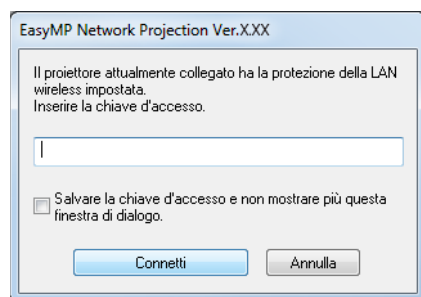 EasyMP Network Projection Ver.X.XX
Il proiettore attualmente collegato ha la protezione della LAN
wireless impostata.
Inserire la chiave d'accesso.
Salvare la chiave d'accesso e non mostrare più questa
finestra di dialogo.
Connetti
Annulla